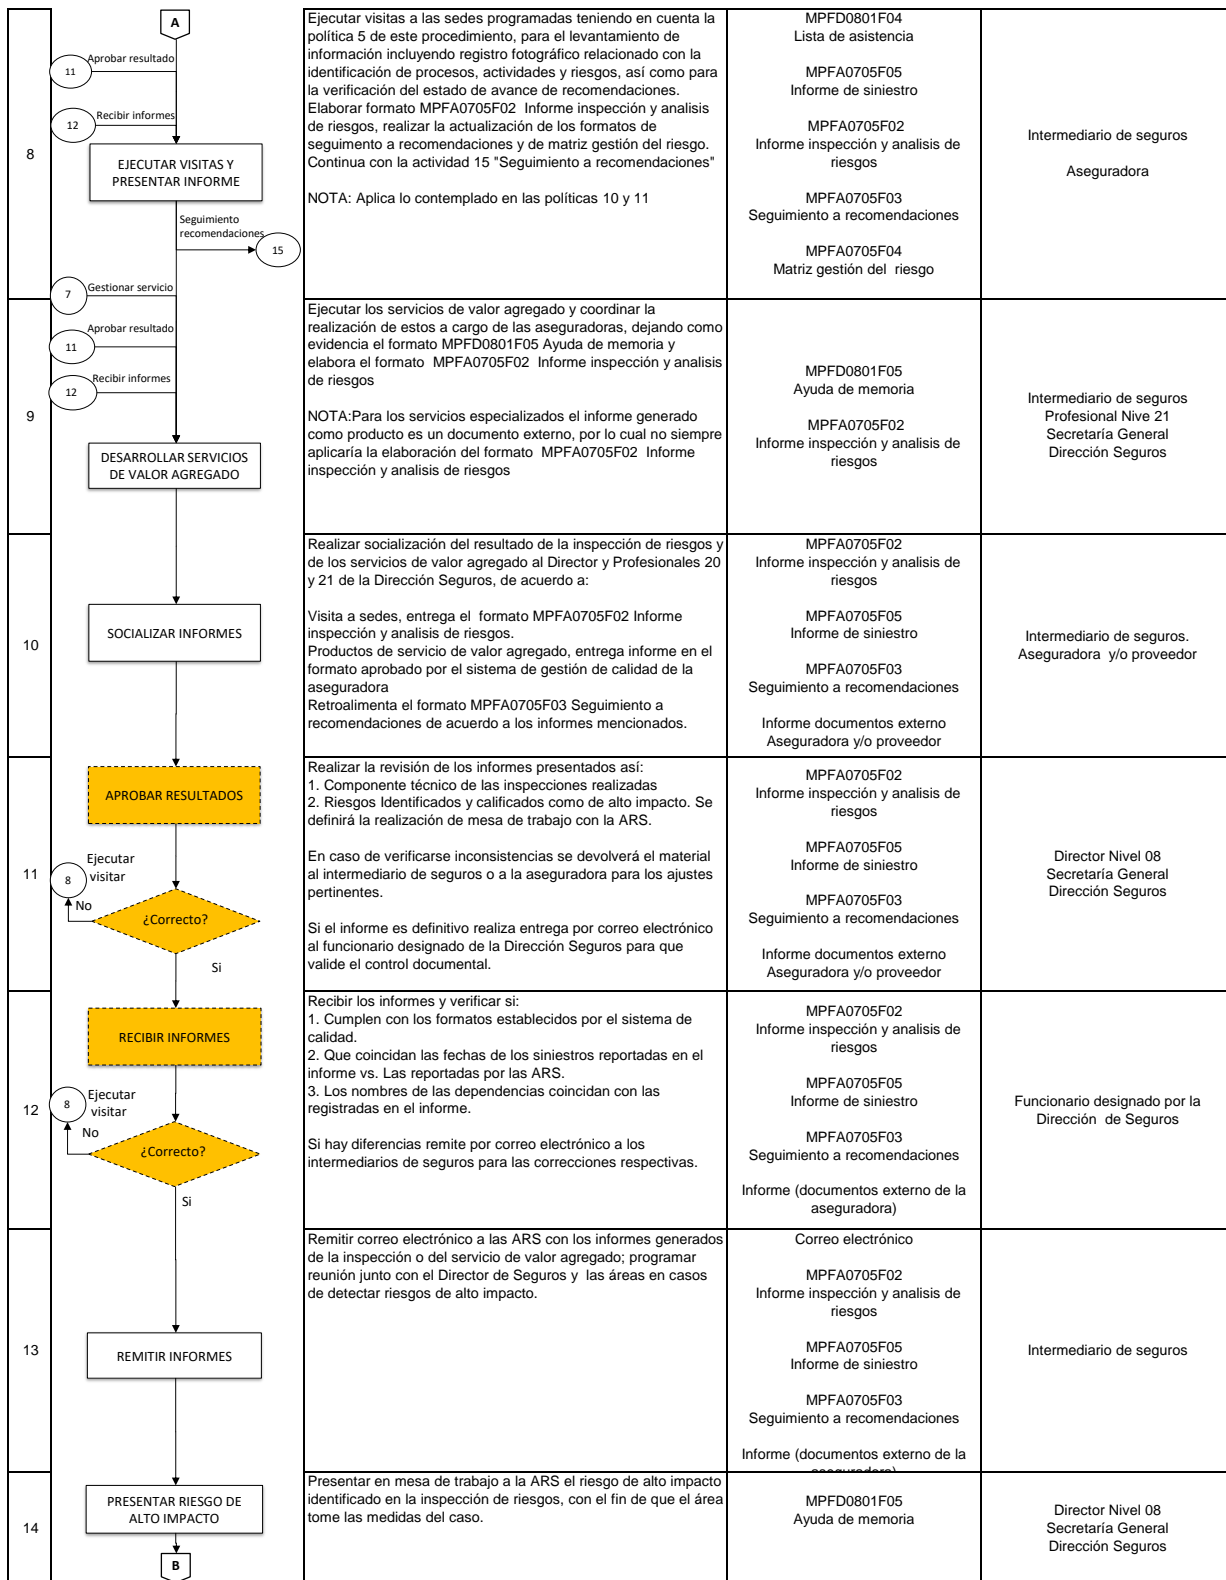 8
A
Aprobar resultado
11
Recibir informes
12
EJECUTAR VISITAS Y
PRESENTAR INFORME
Seguimiento
recomendaciones
15
Gestionar servicio
7
Ejecutar visitas a las sedes programadas teniendo en cuenta la
política 5 de este procedimiento, para el levantamiento de
información incluyendo registro fotográfico relacionado con la
identificación de procesos, actividades y riesgos, así como para
la verificación del estado de avance de recomendaciones.
Elaborar formato MPFA0705F02  Informe inspección y analisis
de riesgos, realizar la actualización de los formatos de
seguimento a recomendaciones y de matriz gestión del riesgo.
Continua con la actividad 15 "Seguimiento a recomendaciones"
NOTA: Aplica lo contemplado en las políticas 10 y 11
MPFD0801F04
Lista de asistencia
MPFA0705F05
Informe de siniestro
MPFA0705F02
Informe inspección y analisis de
riesgos
MPFA0705F03
Seguimiento a recomendaciones
MPFA0705F04
Matriz gestión del  riesgo
Intermediario de seguros
Aseguradora
9
Aprobar resultado
11
Recibir informes
12
DESARROLLAR SERVICIOS
DE VALOR AGREGADO
Ejecutar los servicios de valor agregado y coordinar la
realización de estos a cargo de las aseguradoras, dejando como
evidencia el formato MPFD0801F05 Ayuda de memoria y
elabora el formato  MPFA0705F02  Informe inspección y analisis
de riesgos
NOTA:Para los servicios especializados el informe generado
como producto es un documento externo, por lo cual no siempre
aplicaría la elaboración del formato  MPFA0705F02  Informe
inspección y analisis de riesgos
MPFD0801F05
Ayuda de memoria
MPFA0705F02
Informe inspección y analisis de
riesgos
Intermediario de seguros
Profesional Nive 21
Secretaría General
Dirección Seguros
10
SOCIALIZAR INFORMES
Realizar socialización del resultado de la inspección de riesgos y
de los servicios de valor agregado al Director y Profesionales 20
y 21 de la Dirección Seguros, de acuerdo a:
Visita a sedes, entrega el  formato MPFA0705F02 Informe
inspección y analisis de riesgos.
Productos de servicio de valor agregado, entrega informe en el
formato aprobado por el sistema de gestión de calidad de la
aseguradora
Retroalimenta el formato MPFA0705F03 Seguimiento a
recomendaciones de acuerdo a los informes mencionados.
MPFA0705F02
Informe inspección y analisis de
riesgos
MPFA0705F05
Informe de siniestro
MPFA0705F03
Seguimiento a recomendaciones
Informe documentos externo
Aseguradora y/o proveedor
Intermediario de seguros.
Aseguradora  y/o proveedor
11
APROBAR RESULTADOS
Ejecutar
visitar
8
No
¿Correcto?
Si
Realizar la revisión de los informes presentados así:
1. Componente técnico de las inspecciones realizadas
2. Riesgos Identificados y calificados como de alto impacto. Se
definirá la realización de mesa de trabajo con la ARS.
En caso de verificarse inconsistencias se devolverá el material
al intermediario de seguros o a la aseguradora para los ajustes
pertinentes.
Si el informe es definitivo realiza entrega por correo electrónico
al funcionario designado de la Dirección Seguros para que
valide el control documental.
MPFA0705F02
Informe inspección y analisis de
riesgos
MPFA0705F05
Informe de siniestro
MPFA0705F03
Seguimiento a recomendaciones
Informe documentos externo
Aseguradora y/o proveedor
Director Nivel 08
Secretaría General
Dirección Seguros
12
RECIBIR INFORMES
Ejecutar
visitar
8
No
¿Correcto?
Si
Recibir los informes y verificar si:
1. Cumplen con los formatos establecidos por el sistema de
calidad.
2. Que coincidan las fechas de los siniestros reportadas en el
informe vs. Las reportadas por las ARS.
3. Los nombres de las dependencias coincidan con las
registradas en el informe.
Si hay diferencias remite por correo electrónico a los
intermediarios de seguros para las correcciones respectivas.
MPFA0705F02
Informe inspección y analisis de
riesgos
MPFA0705F05
Informe de siniestro
MPFA0705F03
Seguimiento a recomendaciones
Informe (documentos externo de la
aseguradora)
Funcionario designado por la
Dirección  de Seguros
13
REMITIR INFORMES
Remitir correo electrónico a las ARS con los informes generados
de la inspección o del servicio de valor agregado; programar
reunión junto con el Director de Seguros y  las áreas en casos
de detectar riesgos de alto impacto.
Correo electrónico
MPFA0705F02
Informe inspección y analisis de
riesgos
MPFA0705F05
Informe de siniestro
MPFA0705F03
Seguimiento a recomendaciones
Informe (documentos externo de la
Intermediario de seguros
14
PRESENTAR RIESGO DE
ALTO IMPACTO
B
Presentar en mesa de trabajo a la ARS el riesgo de alto impacto
identificado en la inspección de riesgos, con el fin de que el área
tome las medidas del caso.
MPFD0801F05
Ayuda de memoria
Director Nivel 08
Secretaría General
Dirección Seguros